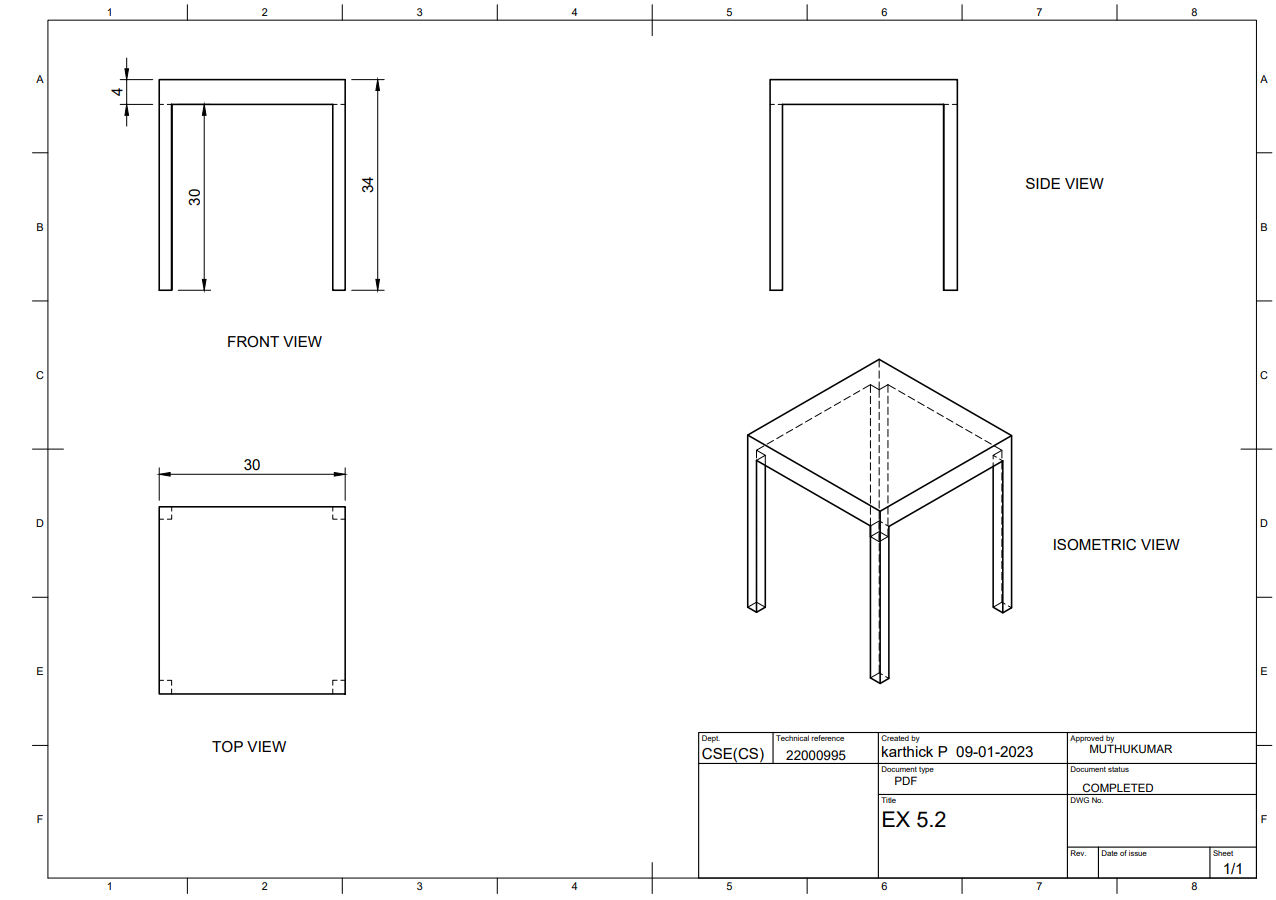 1 2 3 4 5 6 7 8
A A
4
30
34
SIDE VIEW
B B
FRONT VIEW
C C
30
D D
ISOMETRIC VIEW
E E
TOP VIEW
Dept. Technical reference Created by Approved by
CSE(CS) 22000995 karthick P 09-01-2023 MUTHUKUMAR
Document type Document status
PDF COMPLETED
Title DWG No.
EX 5.2
F F
Rev. Date of issue Sheet
1/1
1 2 3 4 5 6 7 8